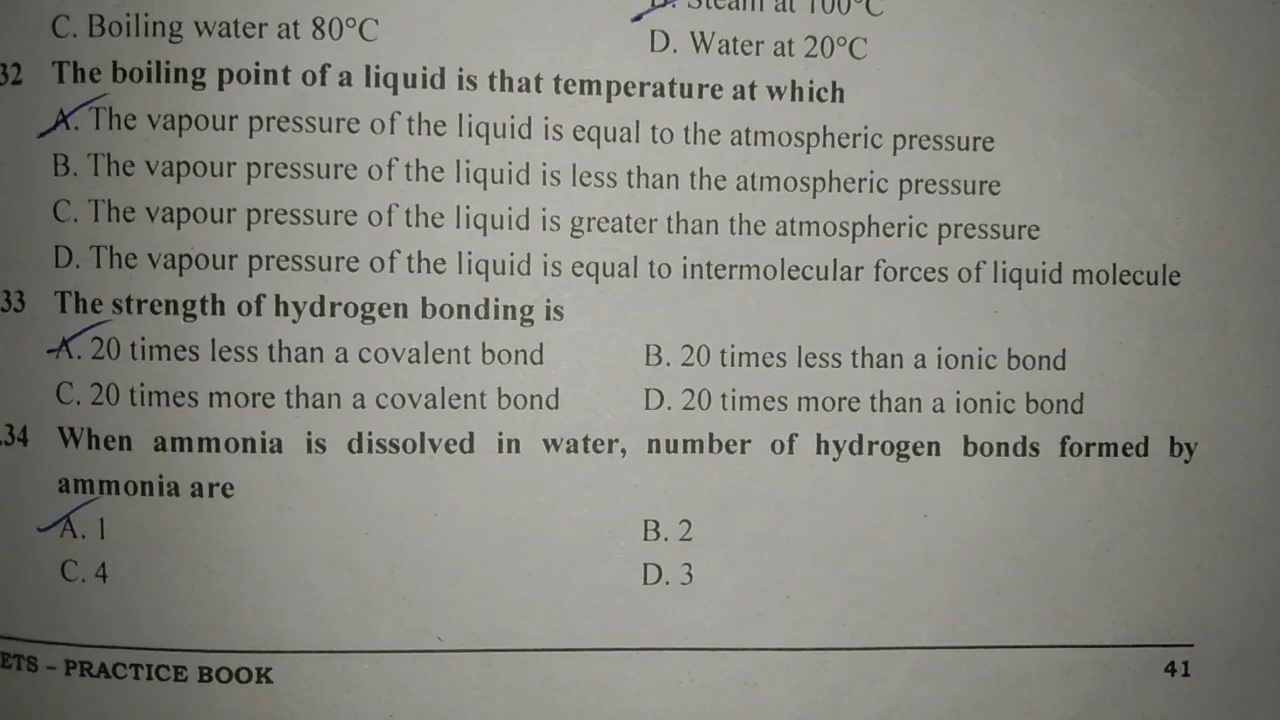 C. Boiling water at 80°C
Steam at 100°C
D. Water at 20°C
32 The boiling point of a liquid is that temperature at which
A. The vapour pressure of the liquid is equal to the atmospheric pressure
B. The vapour pressure of the liquid is less than the atmospheric pressure
C. The vapour pressure of the liquid is greater than the atmospheric pressure
D. The vapour pressure of the liquid is equal to intermolecular forces of liquid molecule
33 The strength of hydrogen bonding is
A. 20 times less than a covalent bond B. 20 times less than a ionic bond
C. 20 times more than a covalent bond D. 20 times more than a ionic bond
.34 When ammonia is dissolved in water, number of hydrogen bonds formed by
ammonia are
A. 1 B. 2
C. 4 D. 3
ETS – PRACTICE BOOK 41